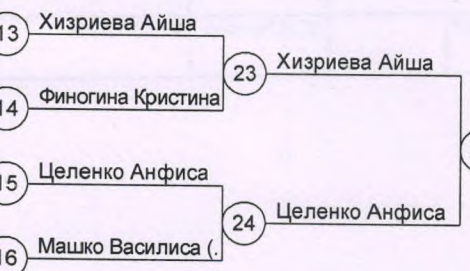 13 Хизриева Айша
23 Хизриева Айша
14 Финогина Кристина
15 Целенко Анфиса
24 Целенко Анфиса
16 Машко Василиса (.